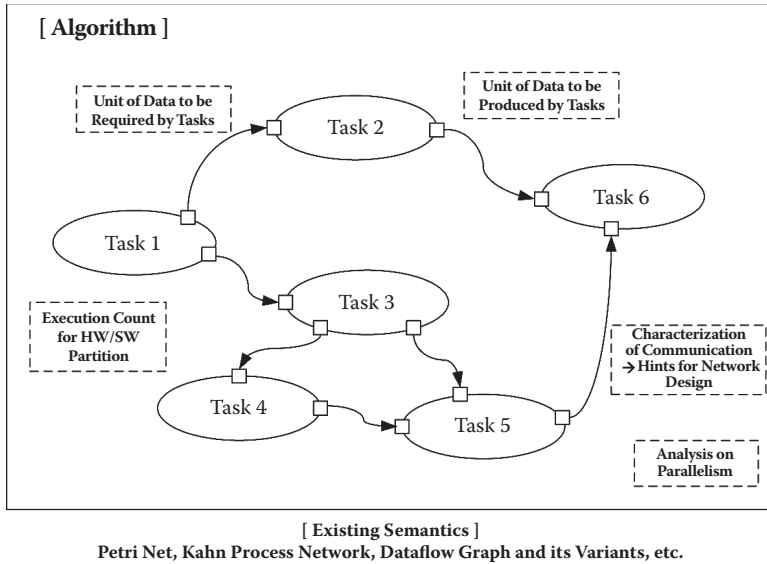 [ Algorithm ]
Unit of Data to be
Required by Tasks
Unit of Data to be
Produced by Tasks
Task 2
Task 6
Task 1
Task 3
Execution Count
for HW/SW
Partition
Characterization
of Communication
→ Hints for Network
Design
Task 4
Task 5
Analysis on
Parallelism
[ Existing Semantics ]
Petri Net, Kahn Process Network, Dataflow Graph and its Variants, etc.